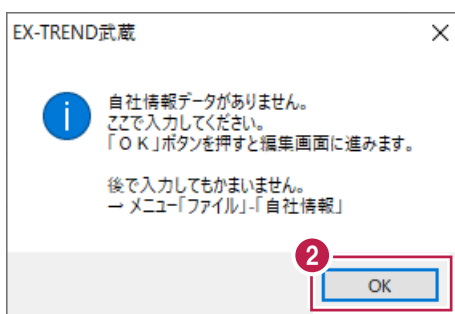 EX-TREND武蔵
自社情報データがありません。
ここで入力してください。
「OK」ボタンを押すと編集画面に進みます。
後で入力してもかまいません。
→ メニュー「ファイル」-「自社情報」
2
OK